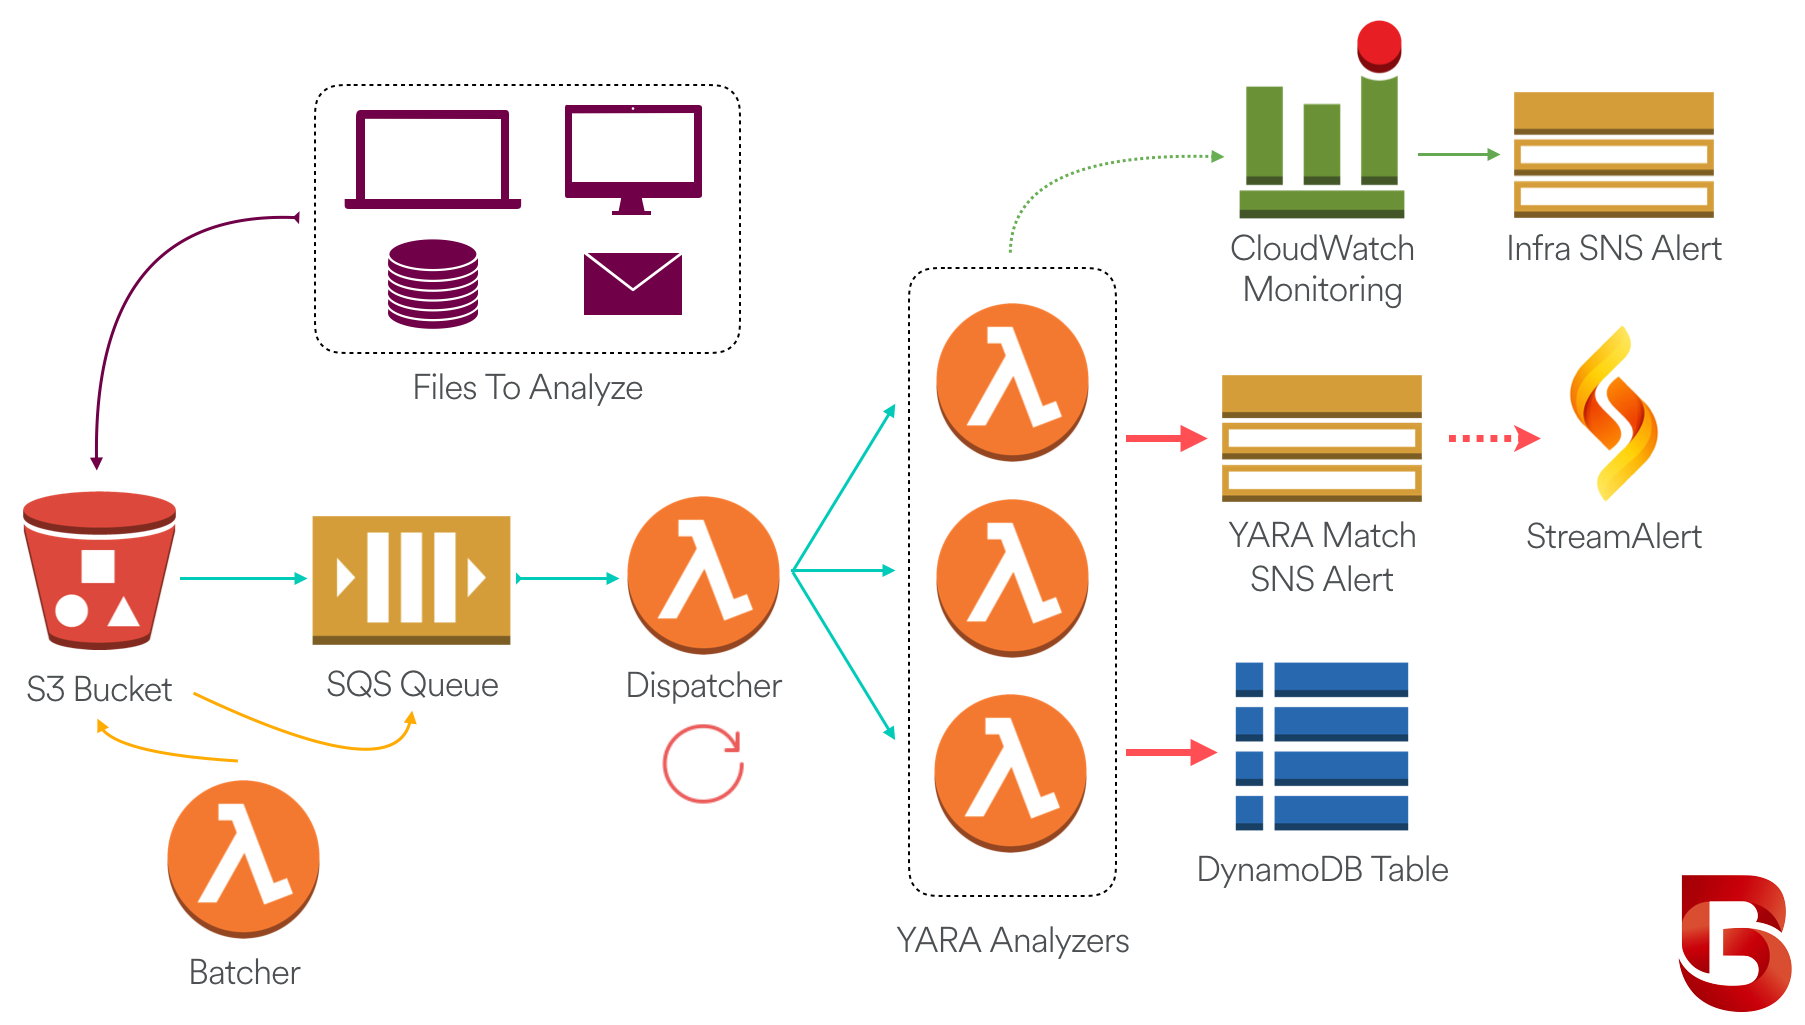 Files To Analyze
CloudWatch
Monitoring
Infra SNS Alert
YARA Match
SNS Alert
StreamAlert
S3 Bucket
SQS Queue
Dispatcher
DynamoDB Table
YARA Analyzers
Batcher